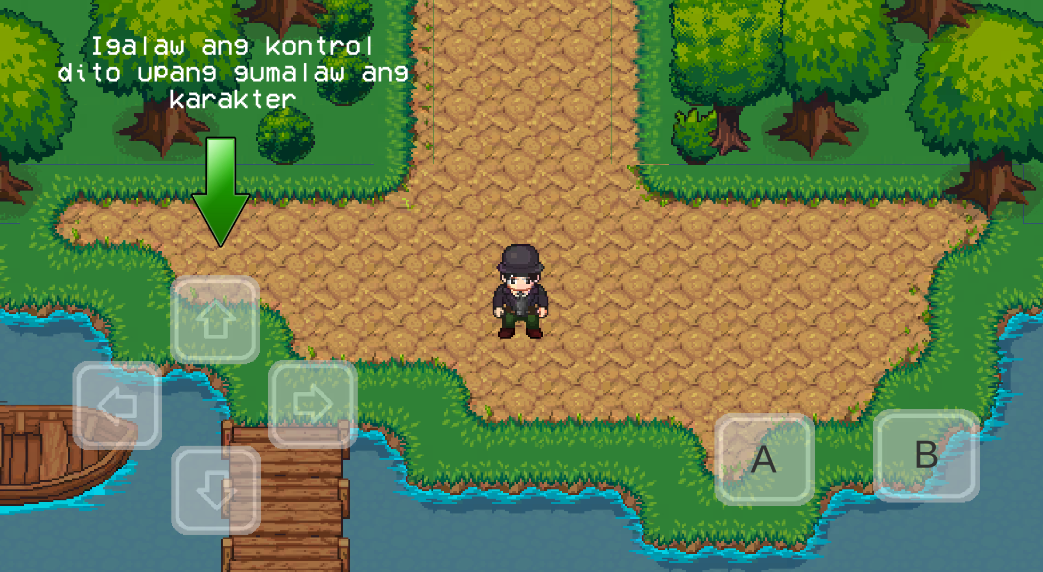 Igalaw ang kontrol
dito upang gumalaw ang
karakter
A
B